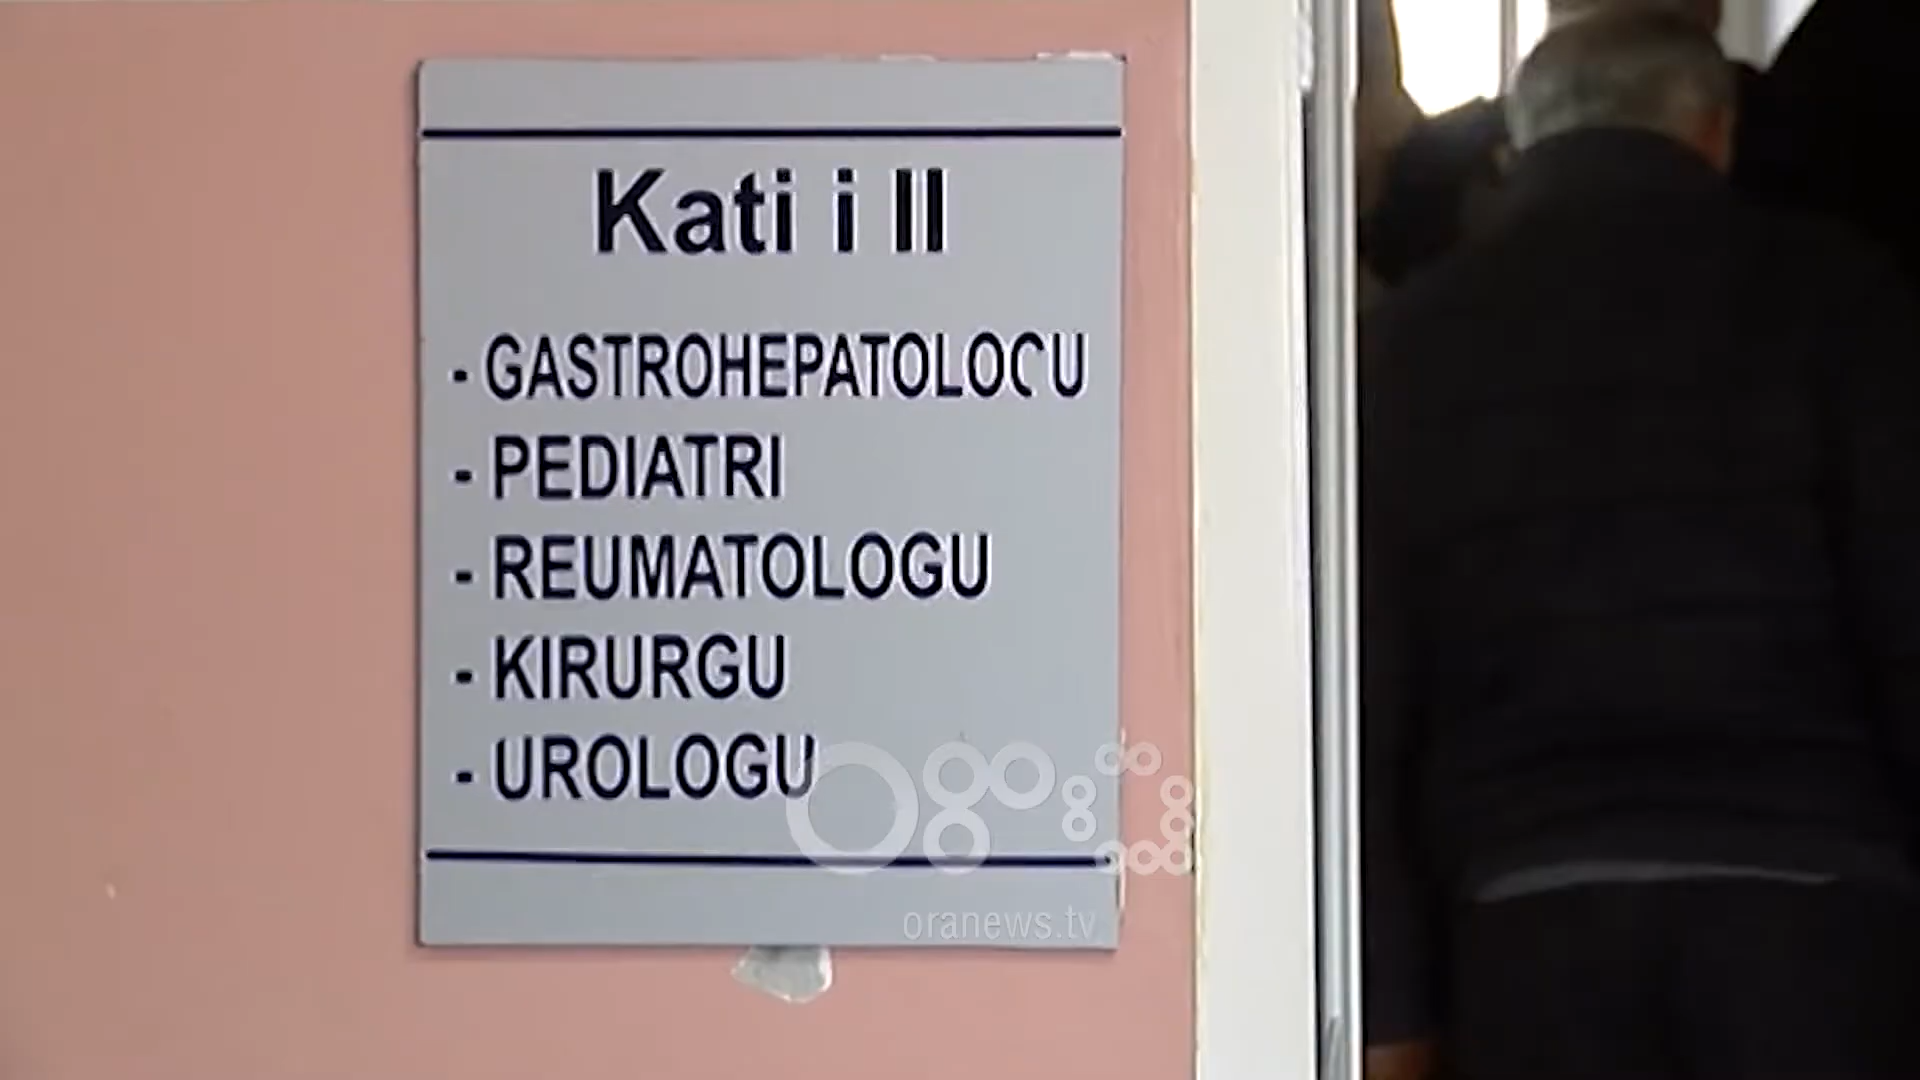 Kati i II
- GASTROHEPATOLOGU
- PEDIATRI
- REUMATOLOGU
- KIRURGU
- UROLOGU
oranews.tv